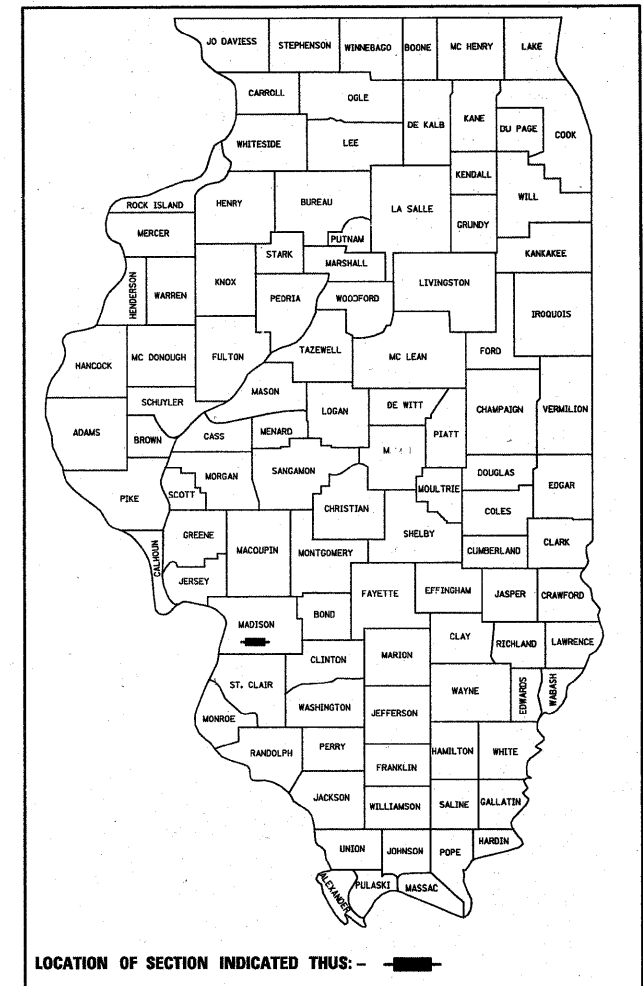 JO DAVIESS
STEPHENSON
WINNEBAGO
BOONE
MC HENRY
LAKE
CARROLL
OGLE
DE KALB
KANE
DU PAGE
COOK
WHITESIDE
LEE
KENDALL
WILL
ROCK ISLAND
HENRY
BUREAU
LA SALLE
GRUNDY
MERCER
PUTNAM
STARK
MARSHALL
KANKAKEE
HENDERSON
WARREN
KNOX
PEORIA
WOODFORD
LIVINGSTON
IROQUOIS
HANCOCK
MC DONOUGH
FULTON
TAZEWELL
MC LEAN
FORD
SCHUYLER
MASON
LOGAN
DE WITT
CHAMPAIGN
VERMILION
ADAMS
BROWN
CASS
MENARD
PIATT
PIKE
SCOTT
MORGAN
SANGAMON
CHRISTIAN
MOULTRIE
DOUGLAS
EDGAR
COLES
CALHOUN
GREENE
MACOUPIN
MONTGOMERY
SHELBY
CUMBERLAND
CLARK
JERSEY
FAYETTE
EFFINGHAM
JASPER
CRAWFORD
MADISON
BOND
CLAY
RICHLAND
LAWRENCE
CLINTON
MARION
ST. CLAIR
WAYNE
EDWARDS
WABASH
WASHINGTON
JEFFERSON
MONROE
RANDOLPH
PERRY
HAMILTON
WHITE
FRANKLIN
JACKSON
WILLIAMSON
SALINE
GALLATIN
UNION
JOHNSON
POPE
HARDIN
ALEXANDER
PULASKI
MASSAC
LOCATION OF SECTION INDICATED THUS: -